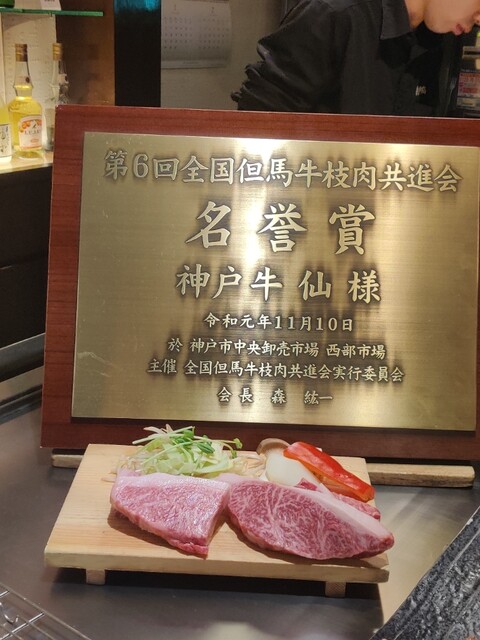 第6回全国但馬牛枝肉共進会
名誉賞
神戸牛 仙 様
令和元年11月10日
於 神戸市中央卸売市場 西部市場
主催 全国但馬牛枝肉共進会実行委員会
会長 森 紘一